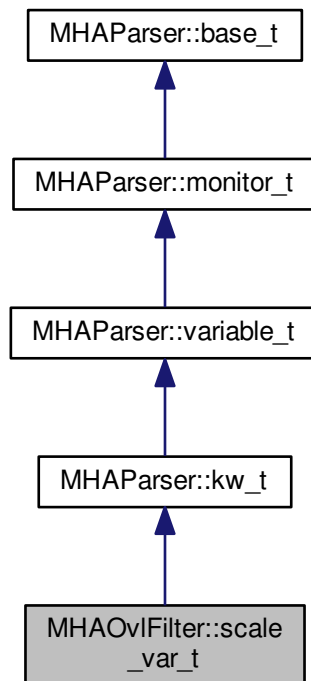 MHAParser::base_t
MHAParser::monitor_t
MHAParser::variable_t
MHAParser::kw_t
MHAOvlFilter::scale
_var_t